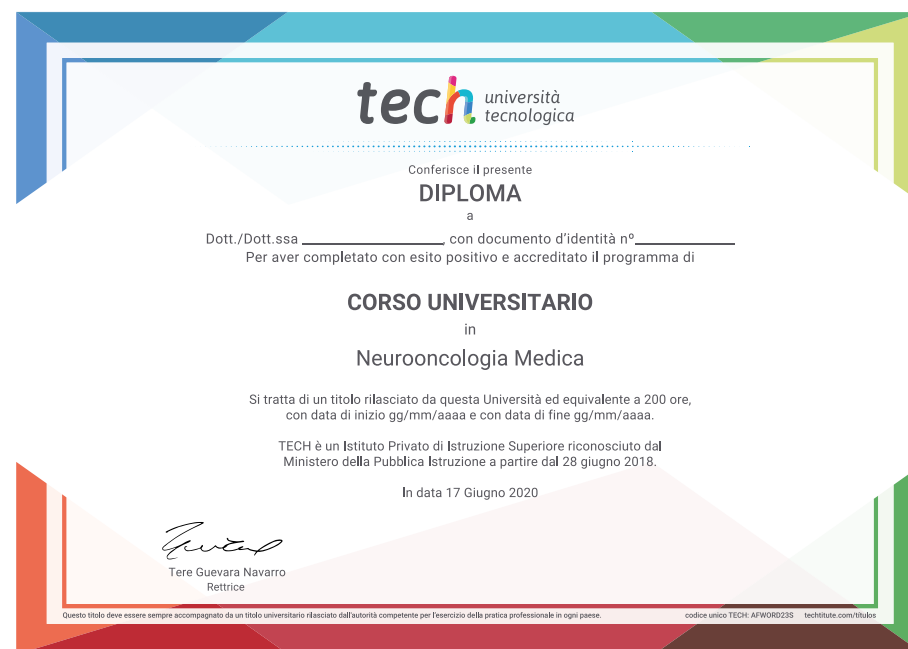 tech università
tecnologica
Conferisce il presente
DIPLOMA
a
Dott./Dott.ssa ____________________, con documento d'identità nº______________
Per aver completato con esito positivo e accreditato il programma di
CORSO UNIVERSITARIO
in
Neurooncologia Medica
Si tratta di un titolo rilasciato da questa Università ed equivalente a 200 ore,
con data di inizio gg/mm/aaaa e con data di fine gg/mm/aaaa.
TECH è un Istituto Privato di Istruzione Superiore riconosciuto dal
Ministero della Pubblica Istruzione a partire dal 28 giugno 2018.
In data 17 Giugno 2020
Tere Guevara Navarro
Rettrice
Questo titolo deve essere sempre accompagnato da un titolo universitario rilasciato dall'autorità competente per l'esercizio della pratica professionale in ogni paese. codice unico TECH: AFWORD23S techtitute.com/títulos